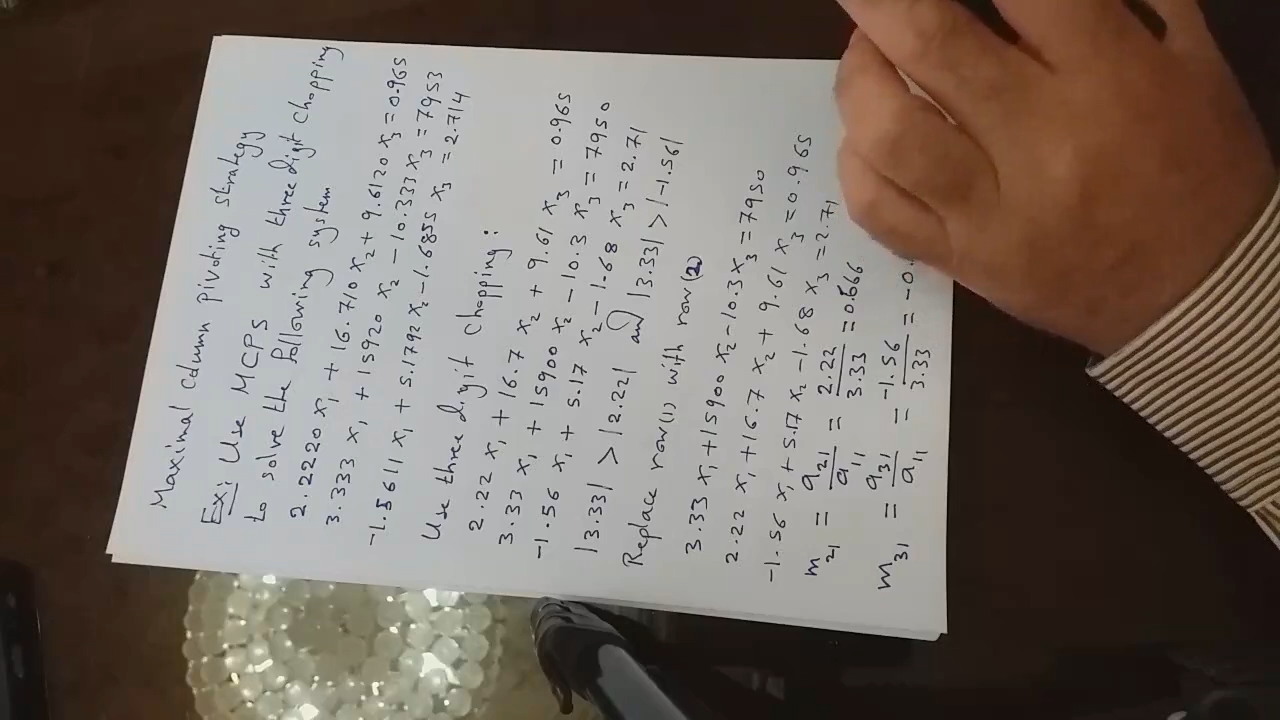 Maximal Column Pivoting Strategy
Ex: Use MCPS with three digit chopping
to solve the following system
2.2220 x₁ + 16.710 x₂ + 9.6120 x₃ = 0.965
3.333 x₁ + 15920 x₂ - 10.333 x₃ = 7953
-1.5611 x₁ + 5.1792 x₂ - 1.6855 x₃ = 2.714
Use three digit chopping:
2.22 x₁ + 16.7 x₂ + 9.61 x₃ = 0.965
3.33 x₁ + 15900 x₂ - 10.3 x₃ = 7950
-1.56 x₁ + 5.17 x₂ - 1.68 x₃ = 2.71
|3.33| > |2.22| and |3.33| > |-1.56|
Replace row(1) with row(2)
3.33 x₁ + 15900 x₂ - 10.3 x₃ = 7950
2.22 x₁ + 16.7 x₂ + 9.61 x₃ = 0.965
-1.56 x₁ + 5.17 x₂ - 1.68 x₃ = 2.71
m₂₁ = a₂₁/a₁₁ = 2.22/3.33 = 0.666
m₃₁ = a₃₁/a₁₁ = -1.56/3.33 = -0.